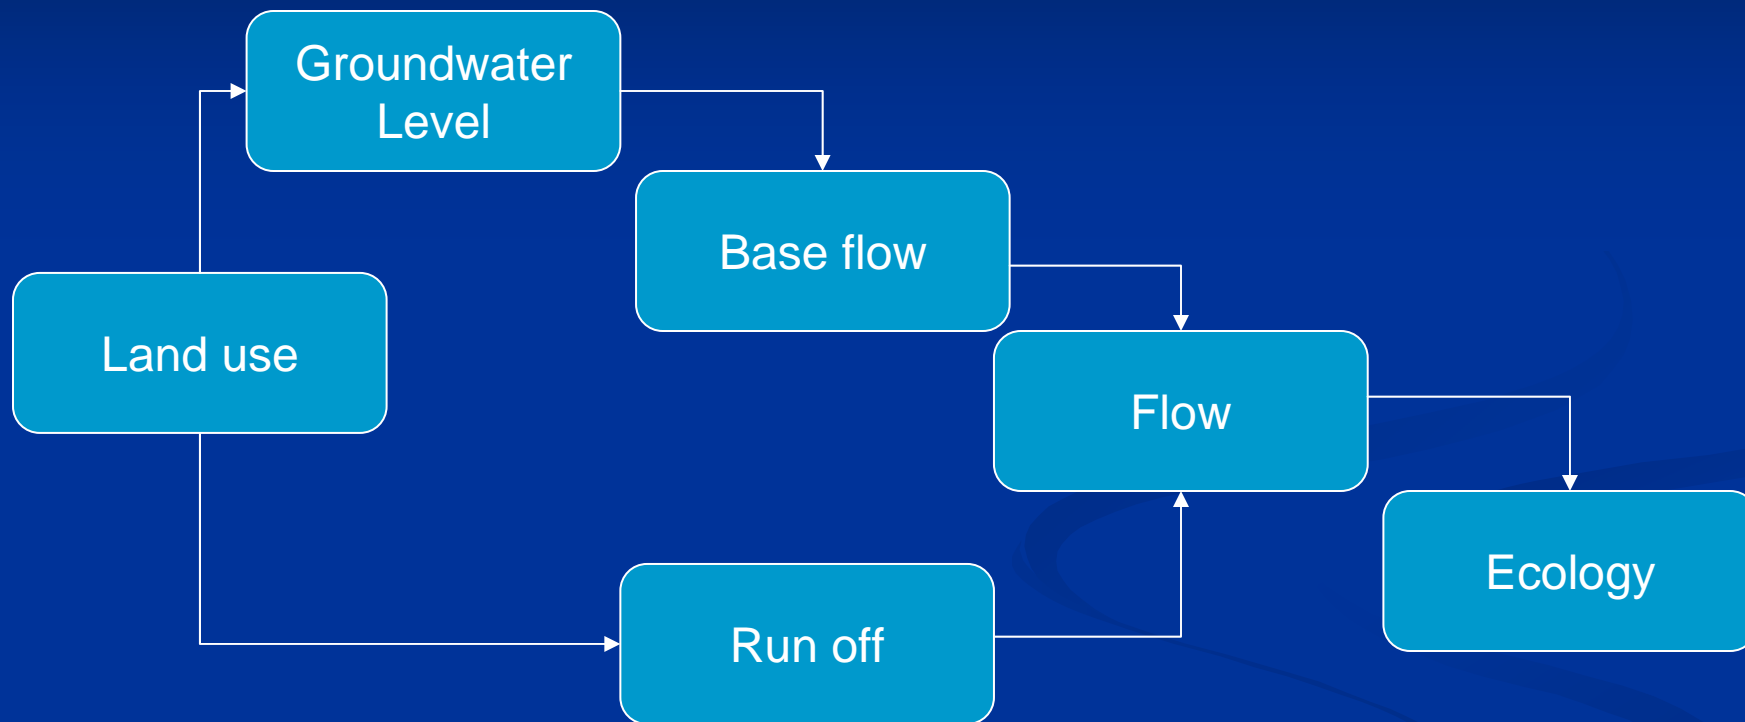 Groundwater
Level
Base flow
Land use
Flow
Ecology
Run off